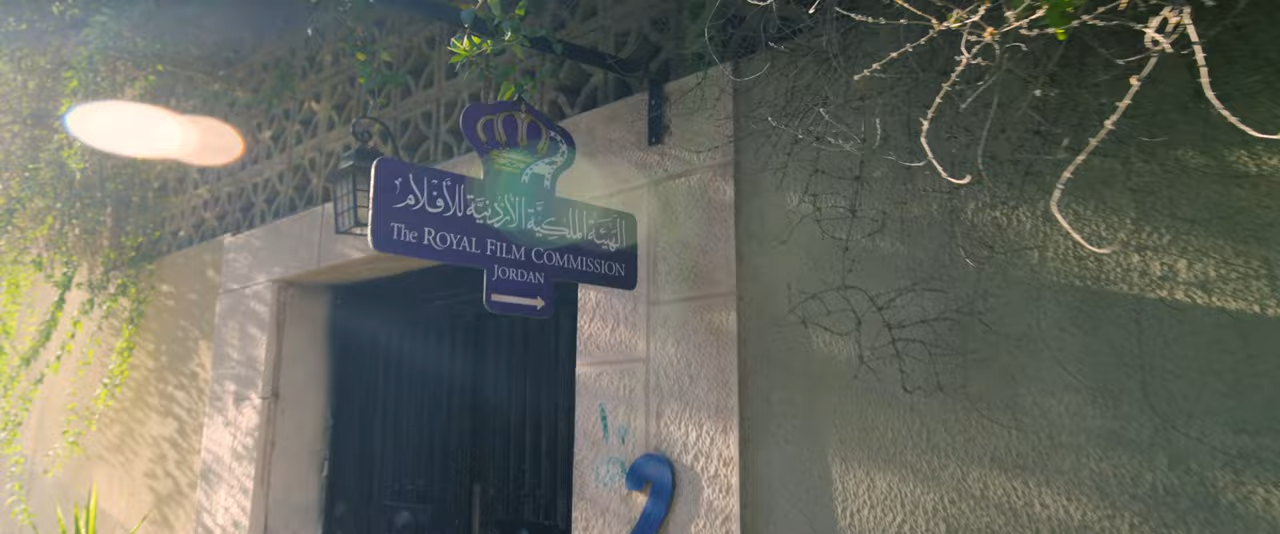 الهيئة الملكية الأردنية للأفلام
The ROYAL FILM COMMISSION
JORDAN
2